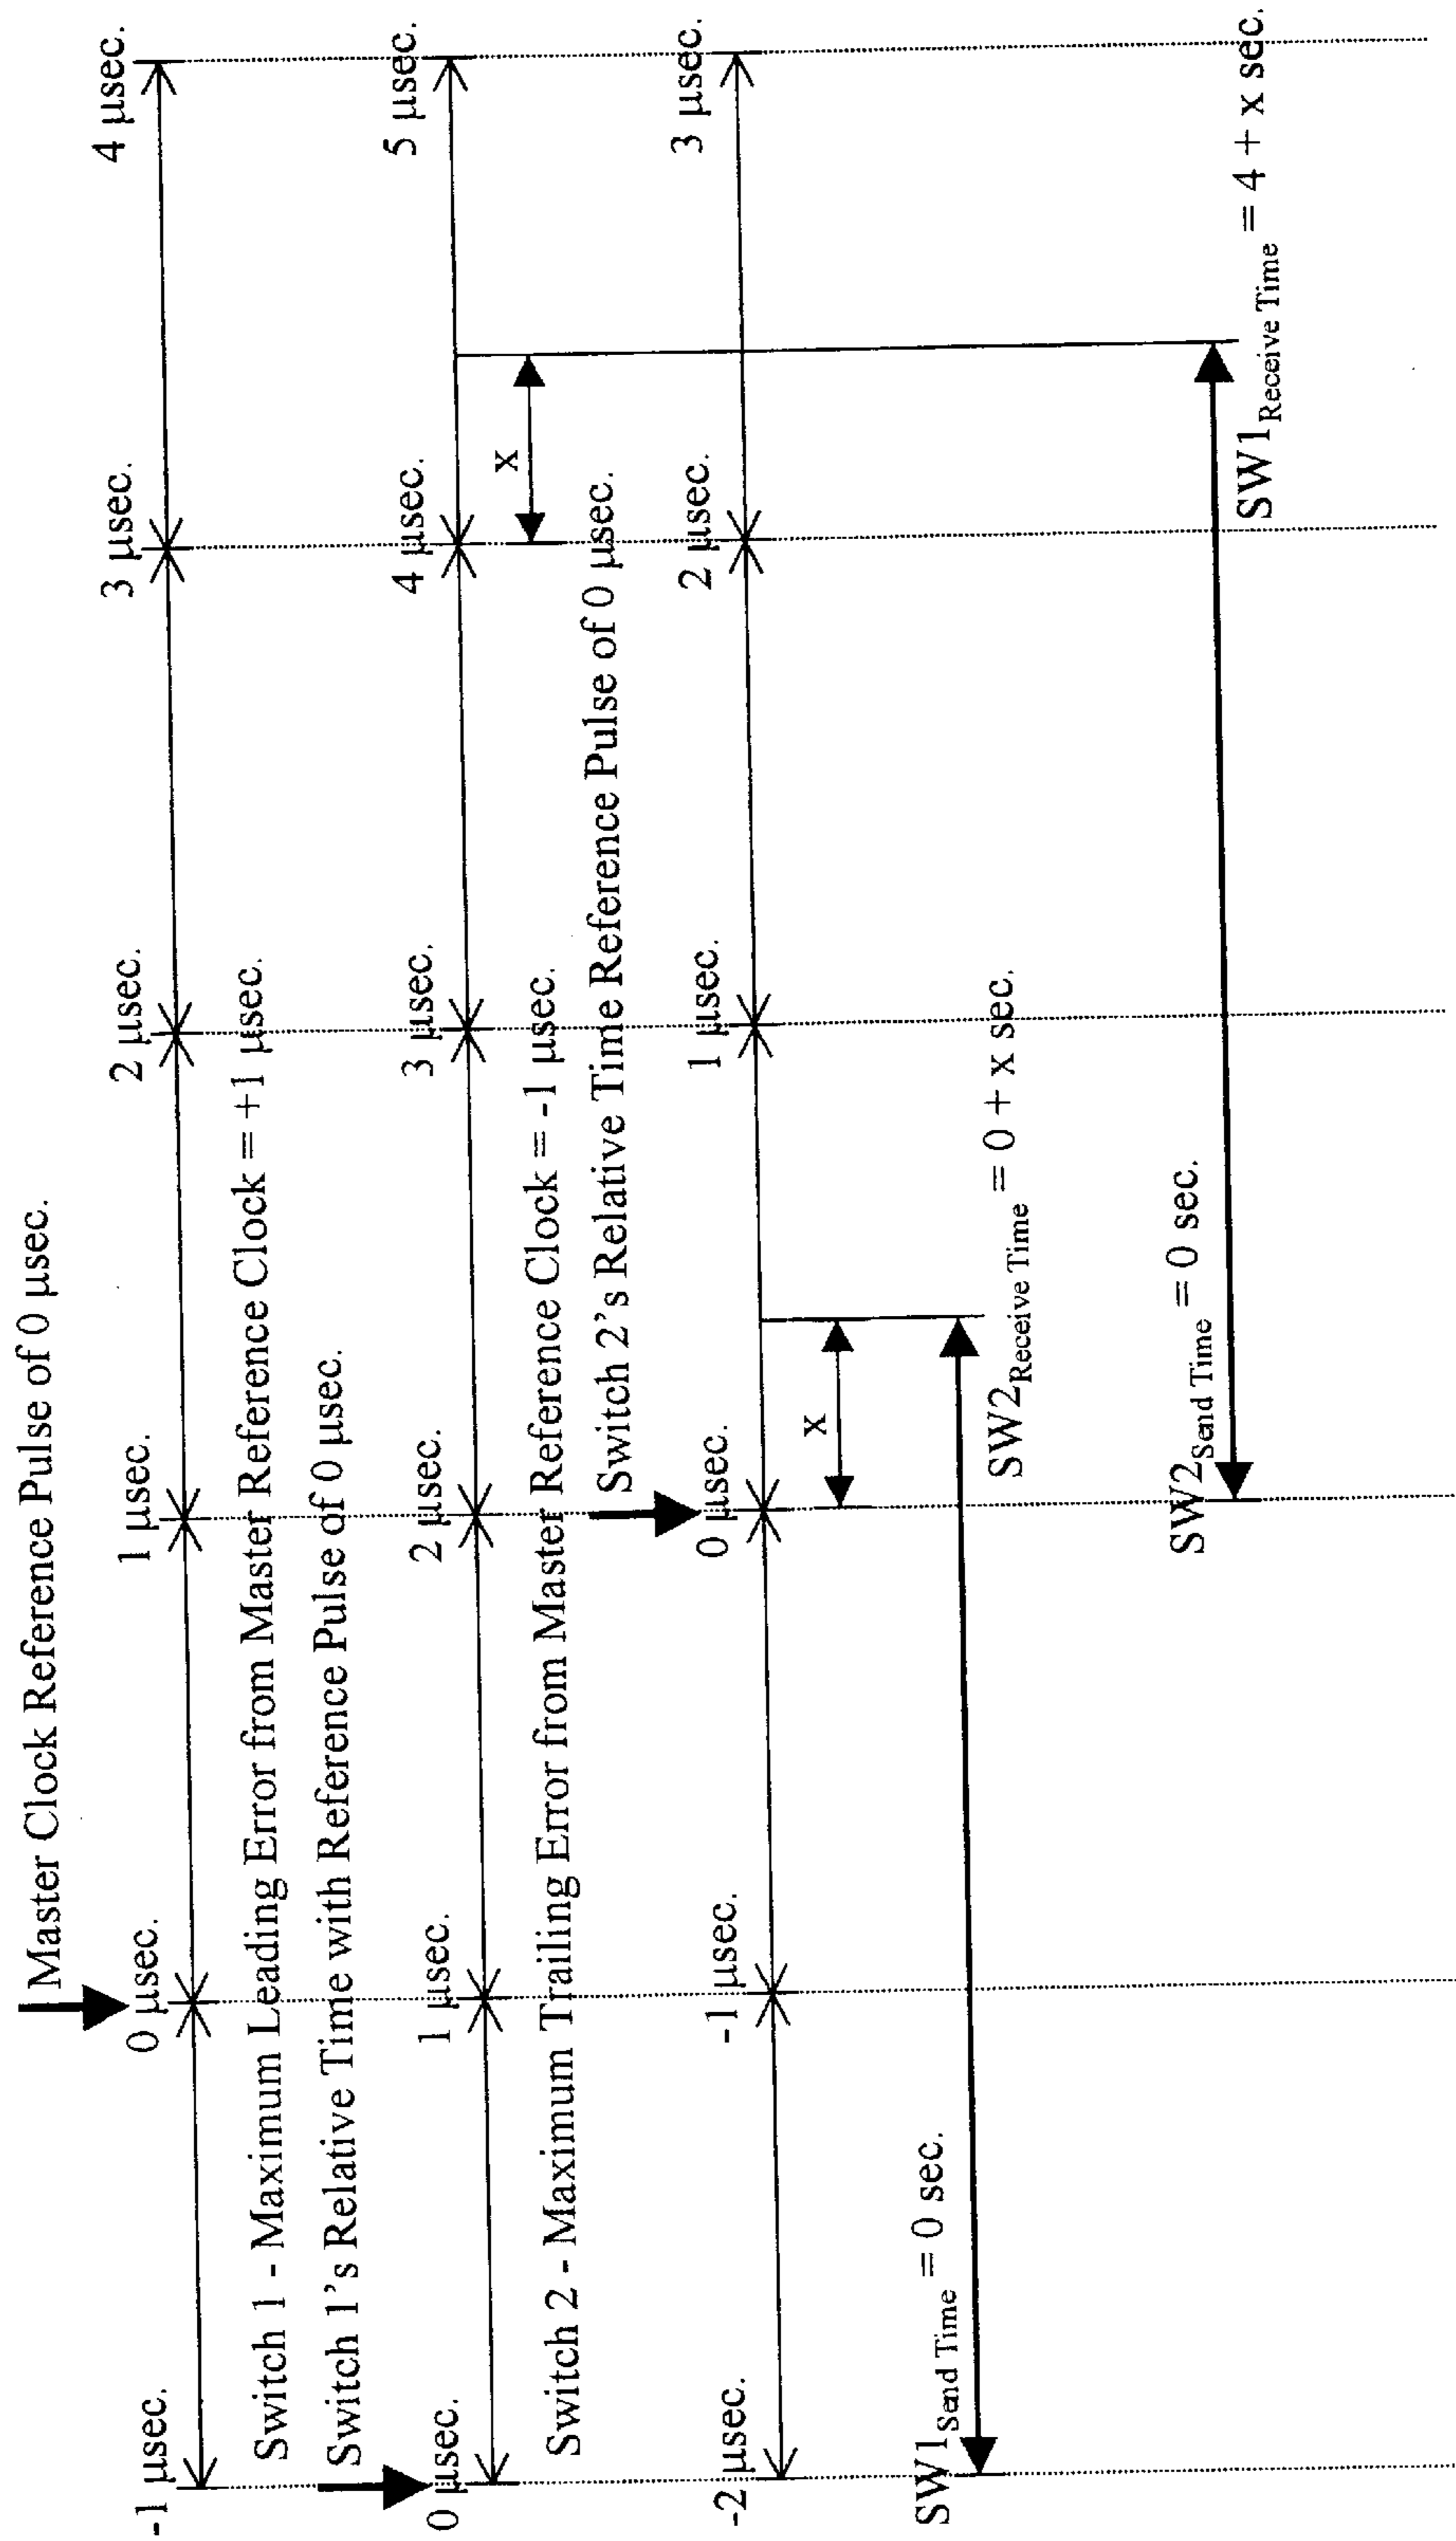 Master Clock Reference Pulse of 0 µsec.
-1 µsec.
0 µsec.
1 µsec.
2 µsec.
3 µsec.
4 µsec.
Switch 1 - Maximum Leading Error from Master Reference Clock = +1 µsec.
Switch 1's Relative Time with Reference Pulse of 0 µsec.
0 µsec.
1 µsec.
2 µsec.
3 µsec.
4 µsec.
5 µsec.
x
Switch 2 - Maximum Trailing Error from Master Reference Clock = -1 µsec.
Switch 2's Relative Time Reference Pulse of 0 µsec.
-2 µsec.
-1 µsec.
0 µsec.
1 µsec.
2 µsec.
3 µsec.
x
SW1Send Time = 0 sec.
SW2Receive Time = 0 + x sec.
SW2Send Time = 0 sec.
SW1Receive Time = 4 + x sec.